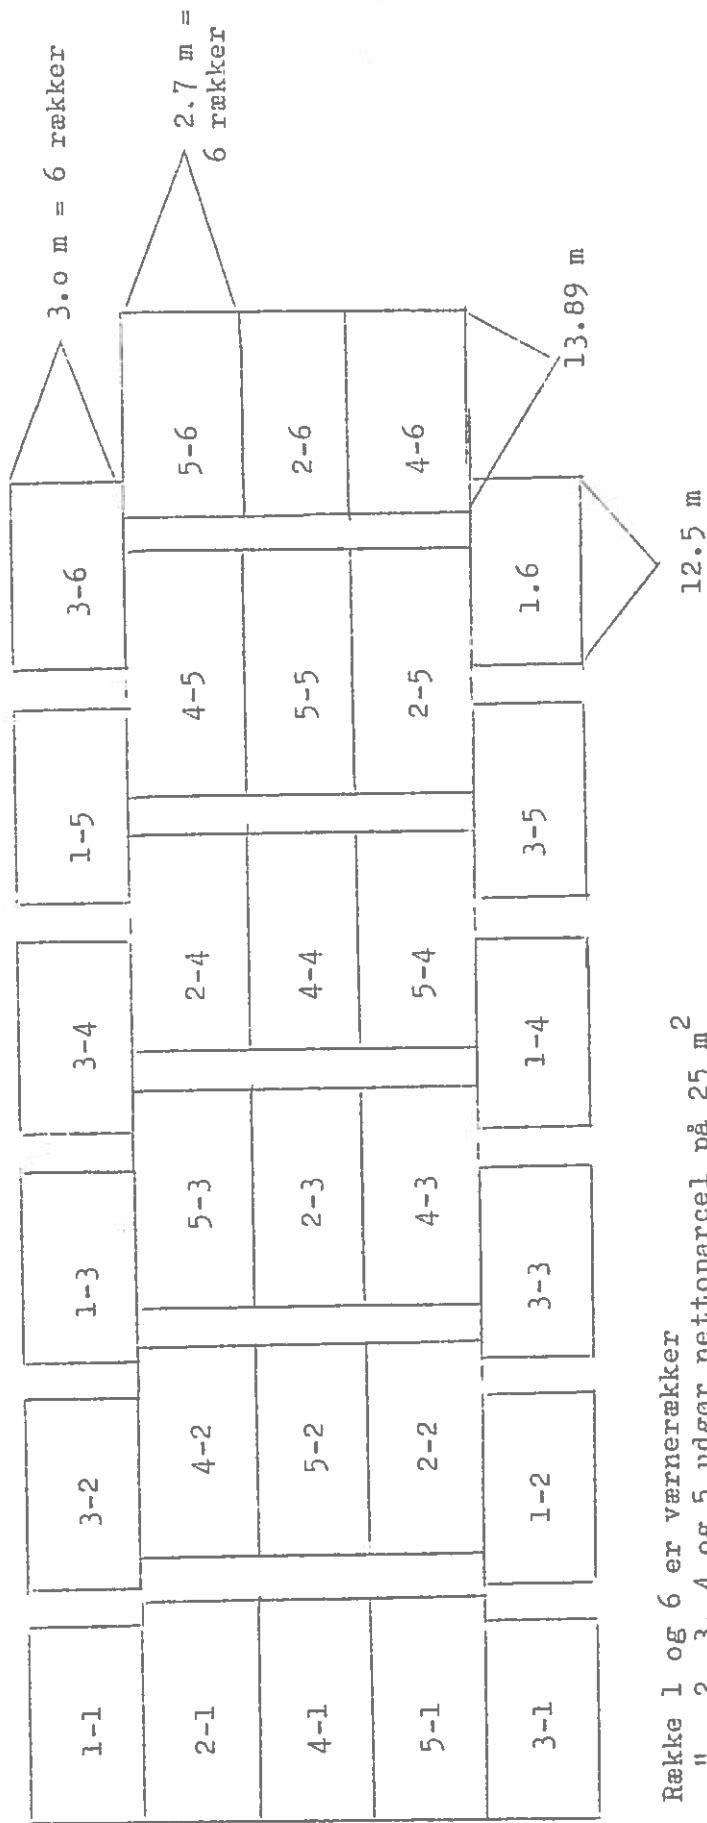 3.0 m = 6 rækker
2.7 m =
6 rækker
1-1 3-2 1-3 3-4 1-5 3-6
2-1 4-2 5-3 2-4 4-5 5-6
4-1 5-2 2-3 4-4 5-5 2-6
5-1 2-2 4-3 5-4 2-5 4-6
3-1 1-2 3-3 1-4 3-5 1.6
13.89 m
12.5 m
Række 1 og 6 er værnerækker
" 2, 3, 4 og 5 udgør nettoparcel på 25 m²